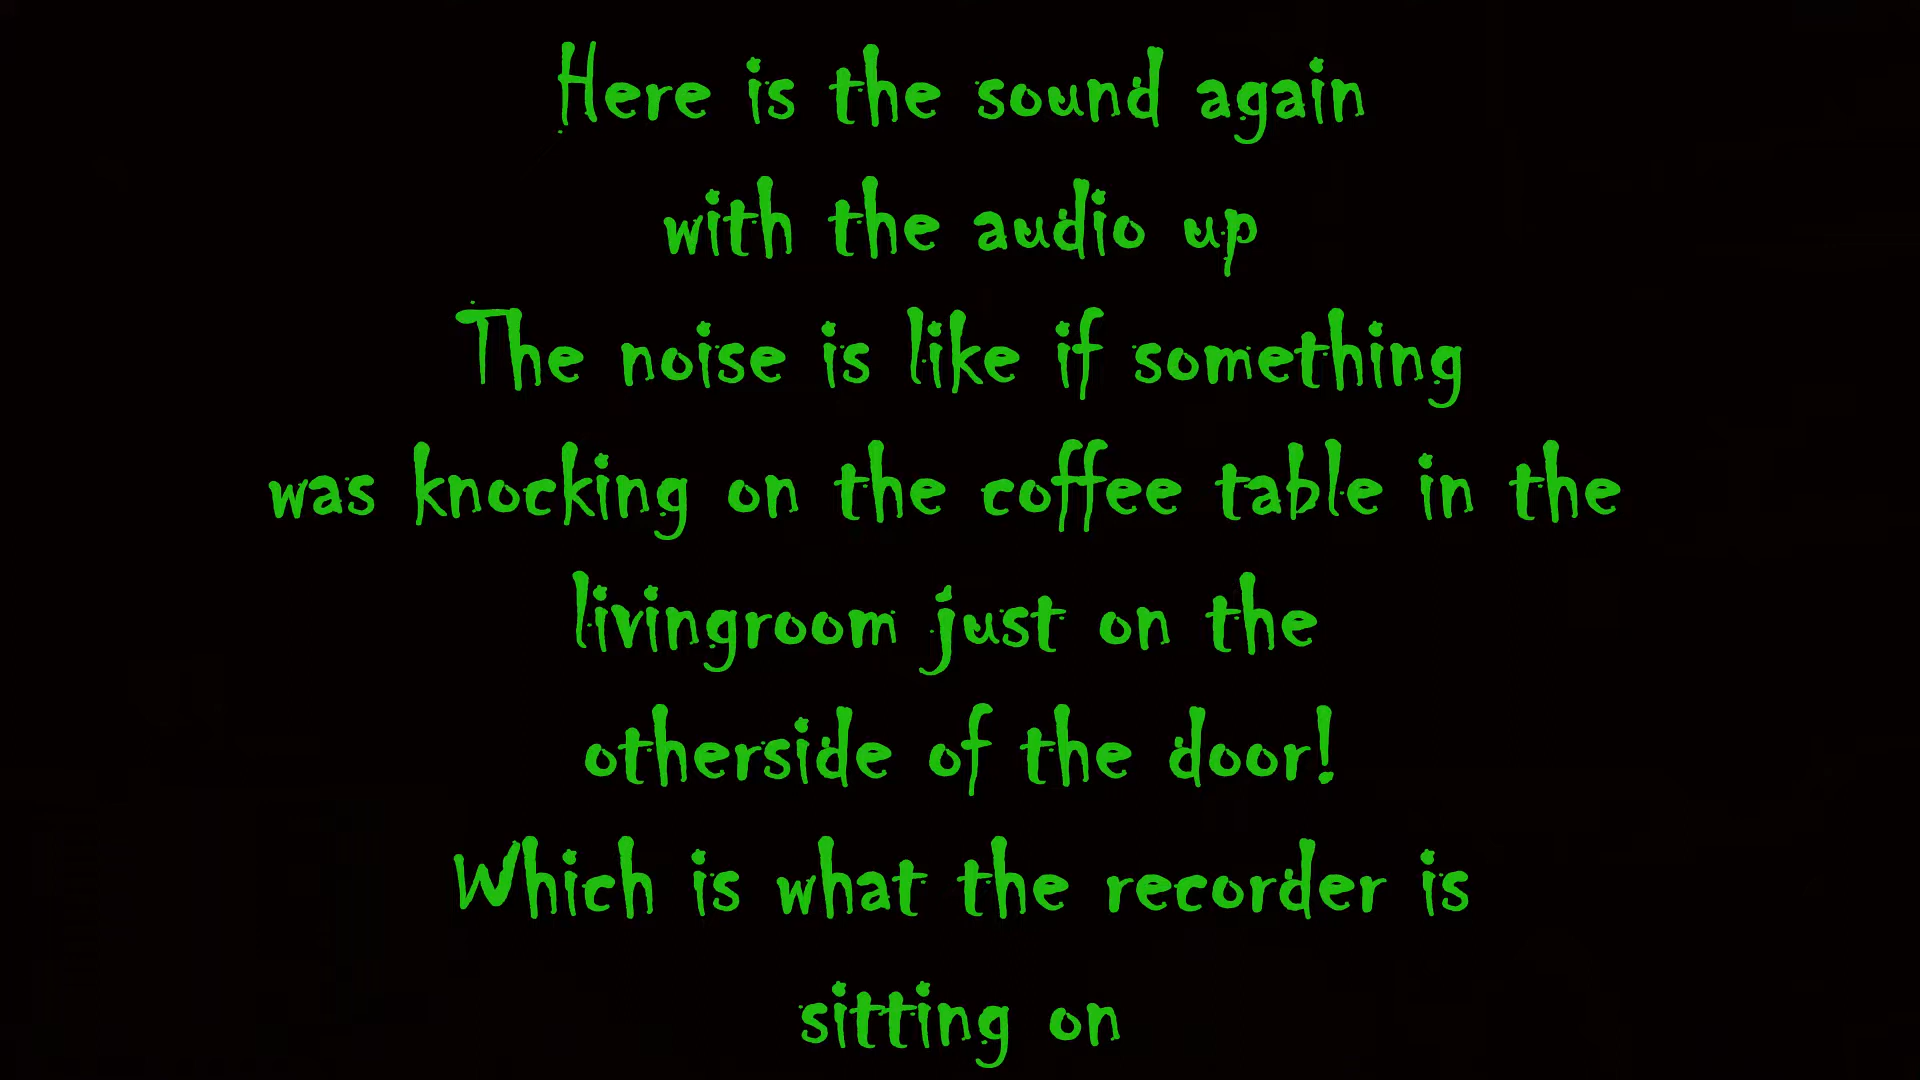 Here is the sound again
with the audio up
The noise is like if something
was knocking on the coffee table in the
livingroom just on the
otherside of the door!
Which is what the recorder is
sitting on